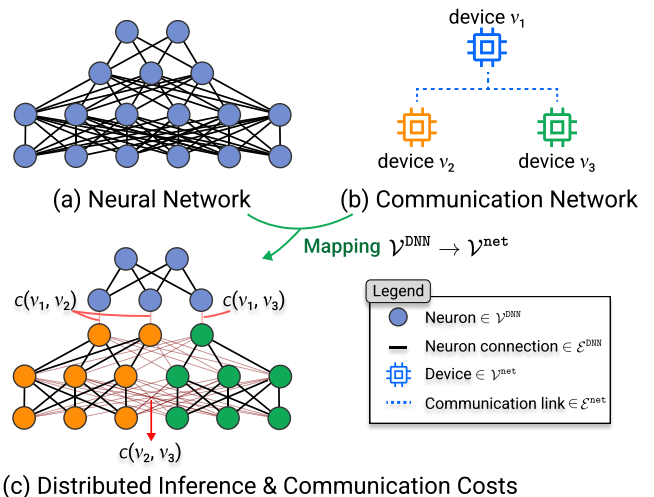 device v₁
device v₂ device v₃
(a) Neural Network (b) Communication Network
Mapping 𝒱^DNN → 𝒱^net
c(v₁, v₂) c(v₁, v₃)
c(v₂, v₃)
Legend
Neuron ∈ 𝒱^DNN
Neuron connection ∈ ℰ^DNN
Device ∈ 𝒱^net
Communication link ∈ ℰ^net
(c) Distributed Inference & Communication Costs